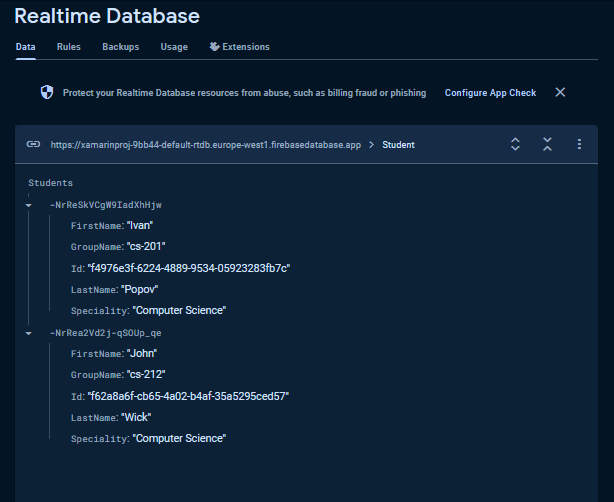 Realtime Database
Data Rules Backups Usage Extensions
Protect your Realtime Database resources from abuse, such as billing fraud or phishing Configure App Check
https://xamarinproj-9bb44-default-rtdb.europe-west1.firebasedatabase.app > Student
Students
-NrReSkVCgW9IadXhHjw
FirstName: "Ivan"
GroupName: "cs-201"
Id: "f4976e3f-6224-4889-9534-05923283fb7c"
LastName: "Popov"
Speciality: "Computer Science"
-NrRea2Vd2j-qSOUp_qe
FirstName: "John"
GroupName: "cs-212"
Id: "f62a8a6f-cb65-4a02-b4af-35a5295ced57"
LastName: "Wick"
Speciality: "Computer Science"